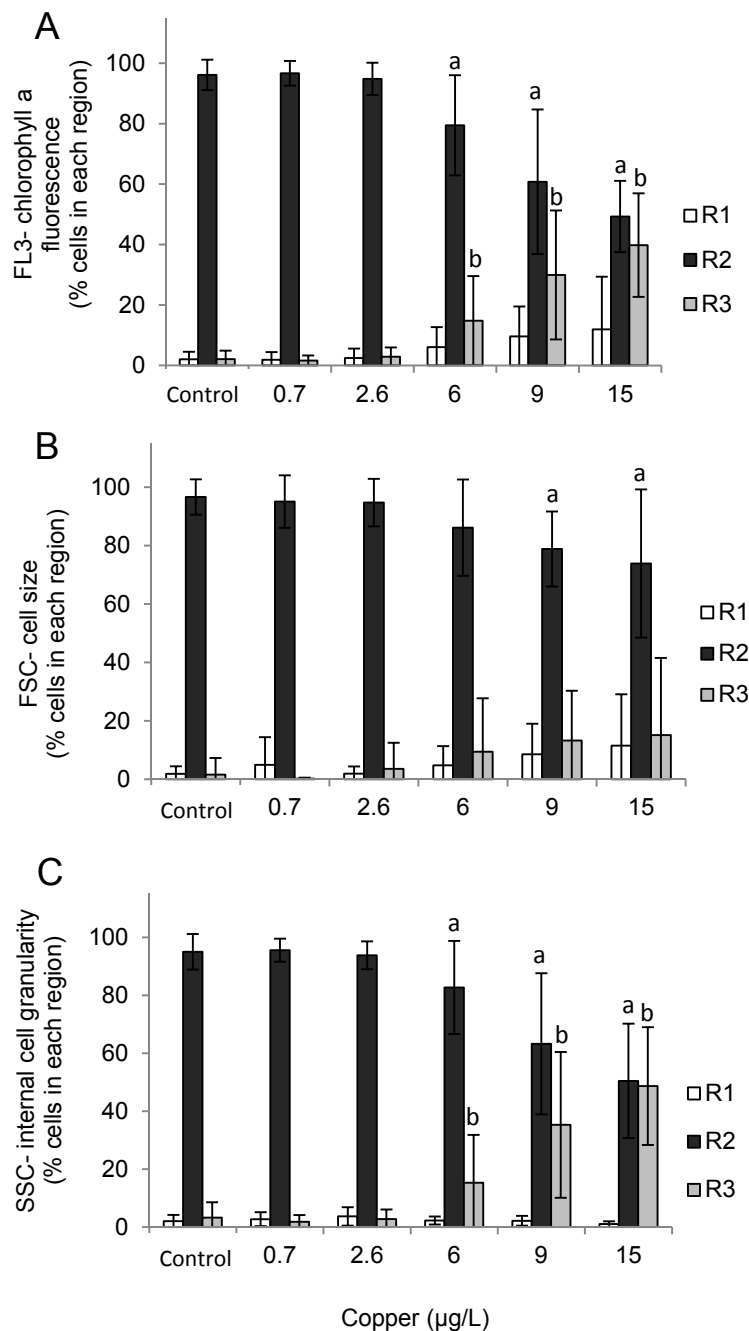 A
FL3- chlorophyll a
fluorescence
(% cells in each region)
100
80
60
40
20
0
a
a
a
b
b
b
R1
R2
R3
Control 0.7 2.6 6 9 15
B
FSC- cell size
(% cells in each region)
100
80
60
40
20
0
a
a
R1
R2
R3
Control 0.7 2.6 6 9 15
C
SSC- internal cell granularity
(% cells in each region)
100
80
60
40
20
0
a
a
a
b
b
b
R1
R2
R3
Control 0.7 2.6 6 9 15
Copper (µg/L)